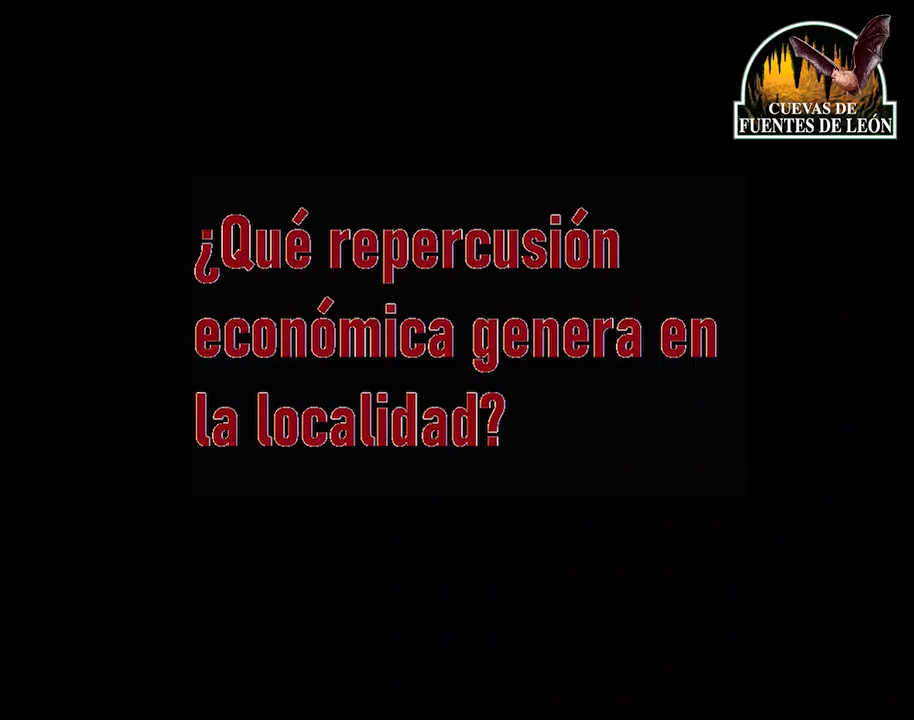 CUEVAS DE
FUENTES DE LEÓN
¿Qué repercusión
económica genera en
la localidad?